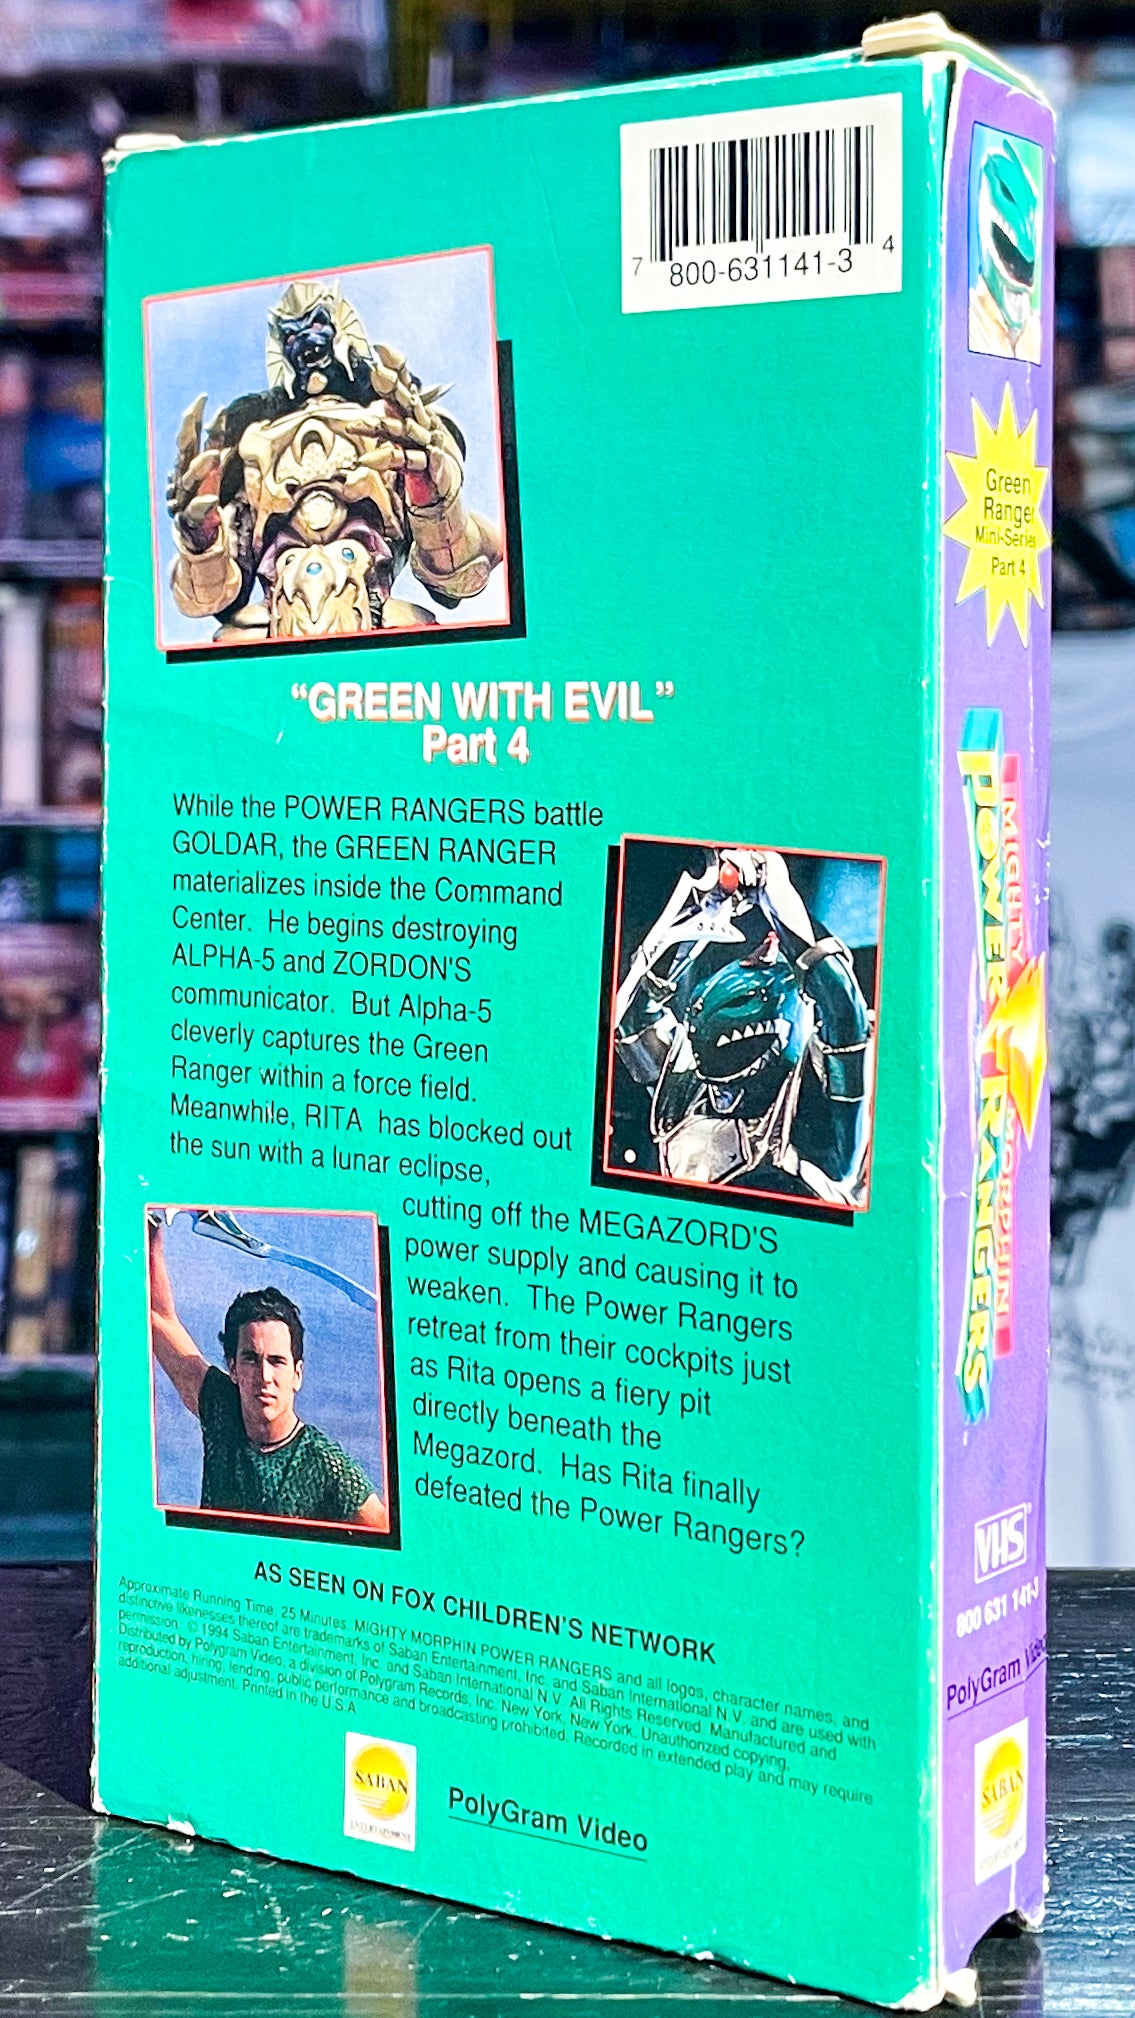 7 800-631141-3 4
"GREEN WITH EVIL"
Part 4
While the POWER RANGERS battle
GOLDAR, the GREEN RANGER
materializes inside the Command
Center. He begins destroying
ALPHA-5 and ZORDON'S
communicator. But Alpha-5
cleverly captures the Green
Ranger within a force field.
Meanwhile, RITA has blocked out
the sun with a lunar eclipse,
cutting off the MEGAZORD'S
power supply and causing it to
weaken. The Power Rangers
retreat from their cockpits just
as Rita opens a fiery pit
directly beneath the
Megazord. Has Rita finally
defeated the Power Rangers?
AS SEEN ON FOX CHILDREN'S NETWORK
Approximate Running Time: 25 Minutes. MIGHTY MORPHIN POWER RANGERS and all logos, character names, and
distinctive likenesses thereof are trademarks of Saban Entertainment, Inc. and Saban International N.V. and are used with
permission. © 1994 Saban Entertainment, Inc. and Saban International N.V. All Rights Reserved. Manufactured and
Distributed by Polygram Video, a division of Polygram Records, Inc. New York, New York. Unauthorized copying,
reproduction, hiring, lending, public performance and broadcasting prohibited. Recorded in extended play and may require
additional adjustment. Printed in the U.S.A
SABAN
ENTERTAINMENT
PolyGram Video
Green
Ranger
Mini-Series
Part 4
MIGHTY MORPHIN
POWER RANGERS
VHS
800 631 141-3
PolyGram Video
SABAN
ENTERTAINMENT